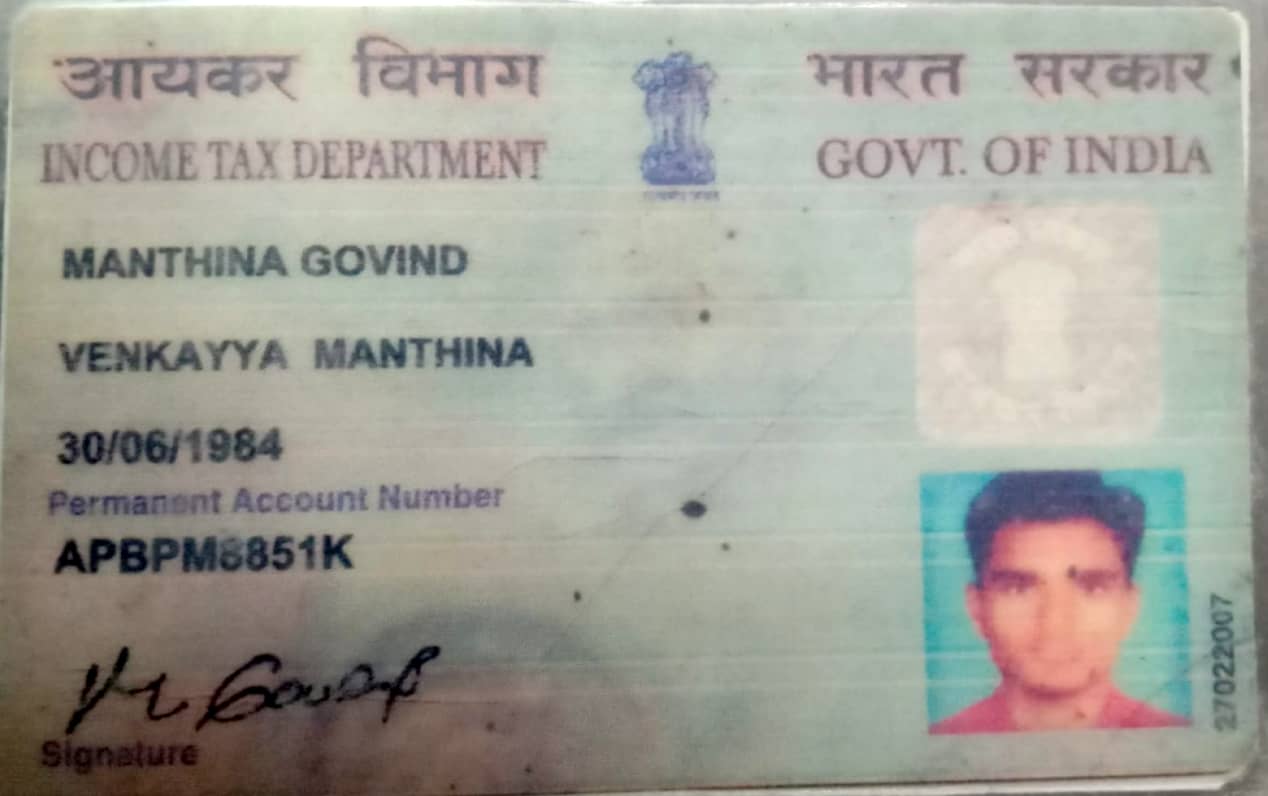 आयकर विभाग भारत सरकार
INCOME TAX DEPARTMENT GOVT. OF INDIA
MANTHINA GOVIND
VENKAYYA MANTHINA
30/06/1984
Permanent Account Number
APBPM8851K
Signature
27022007